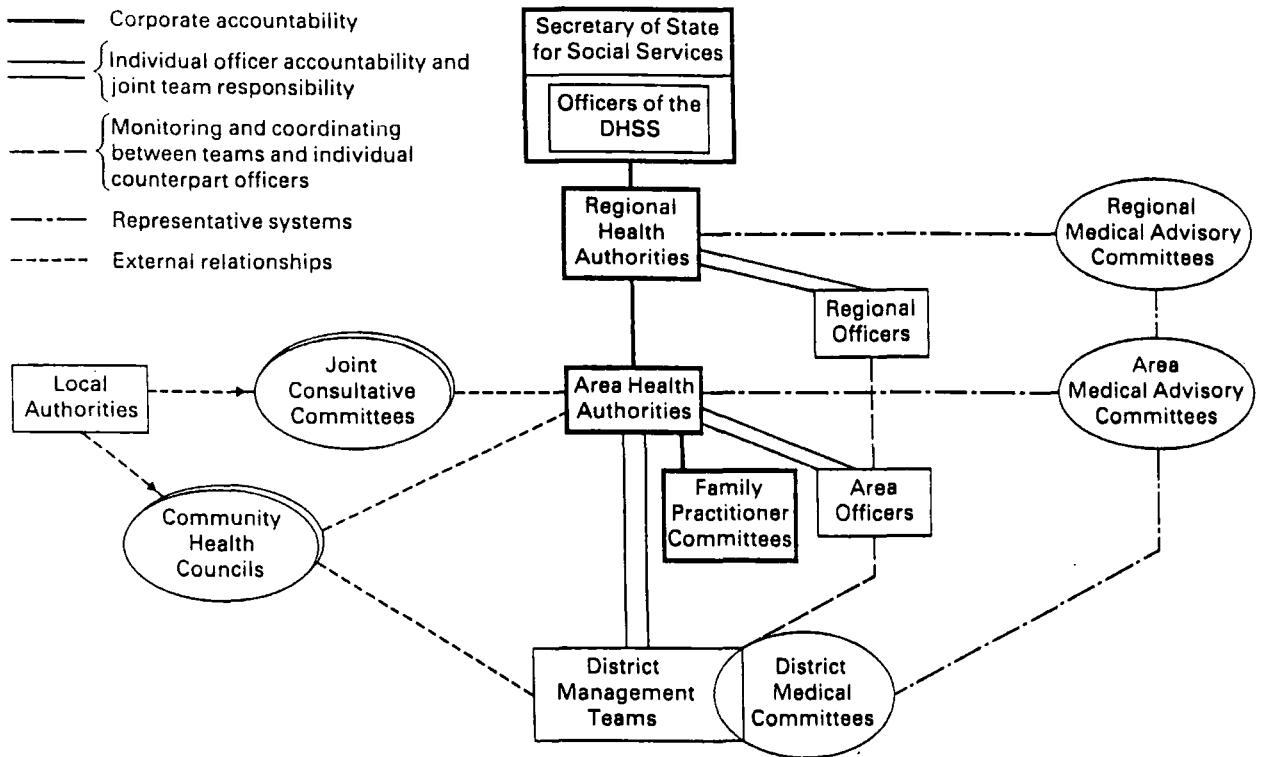 Corporate accountability
Individual officer accountability and
joint team responsibility
Monitoring and coordinating
between teams and individual
counterpart officers
Representative systems
External relationships
Secretary of State
for Social Services
Officers of the
DHSS
Regional
Health
Authorities
Regional
Medical Advisory
Committees
Regional
Officers
Local
Authorities
Joint
Consultative
Committees
Area Health
Authorities
Area
Medical Advisory
Committees
Family
Practitioner
Committees
Area
Officers
Community
Health
Councils
District
Management
Teams
District
Medical
Committees